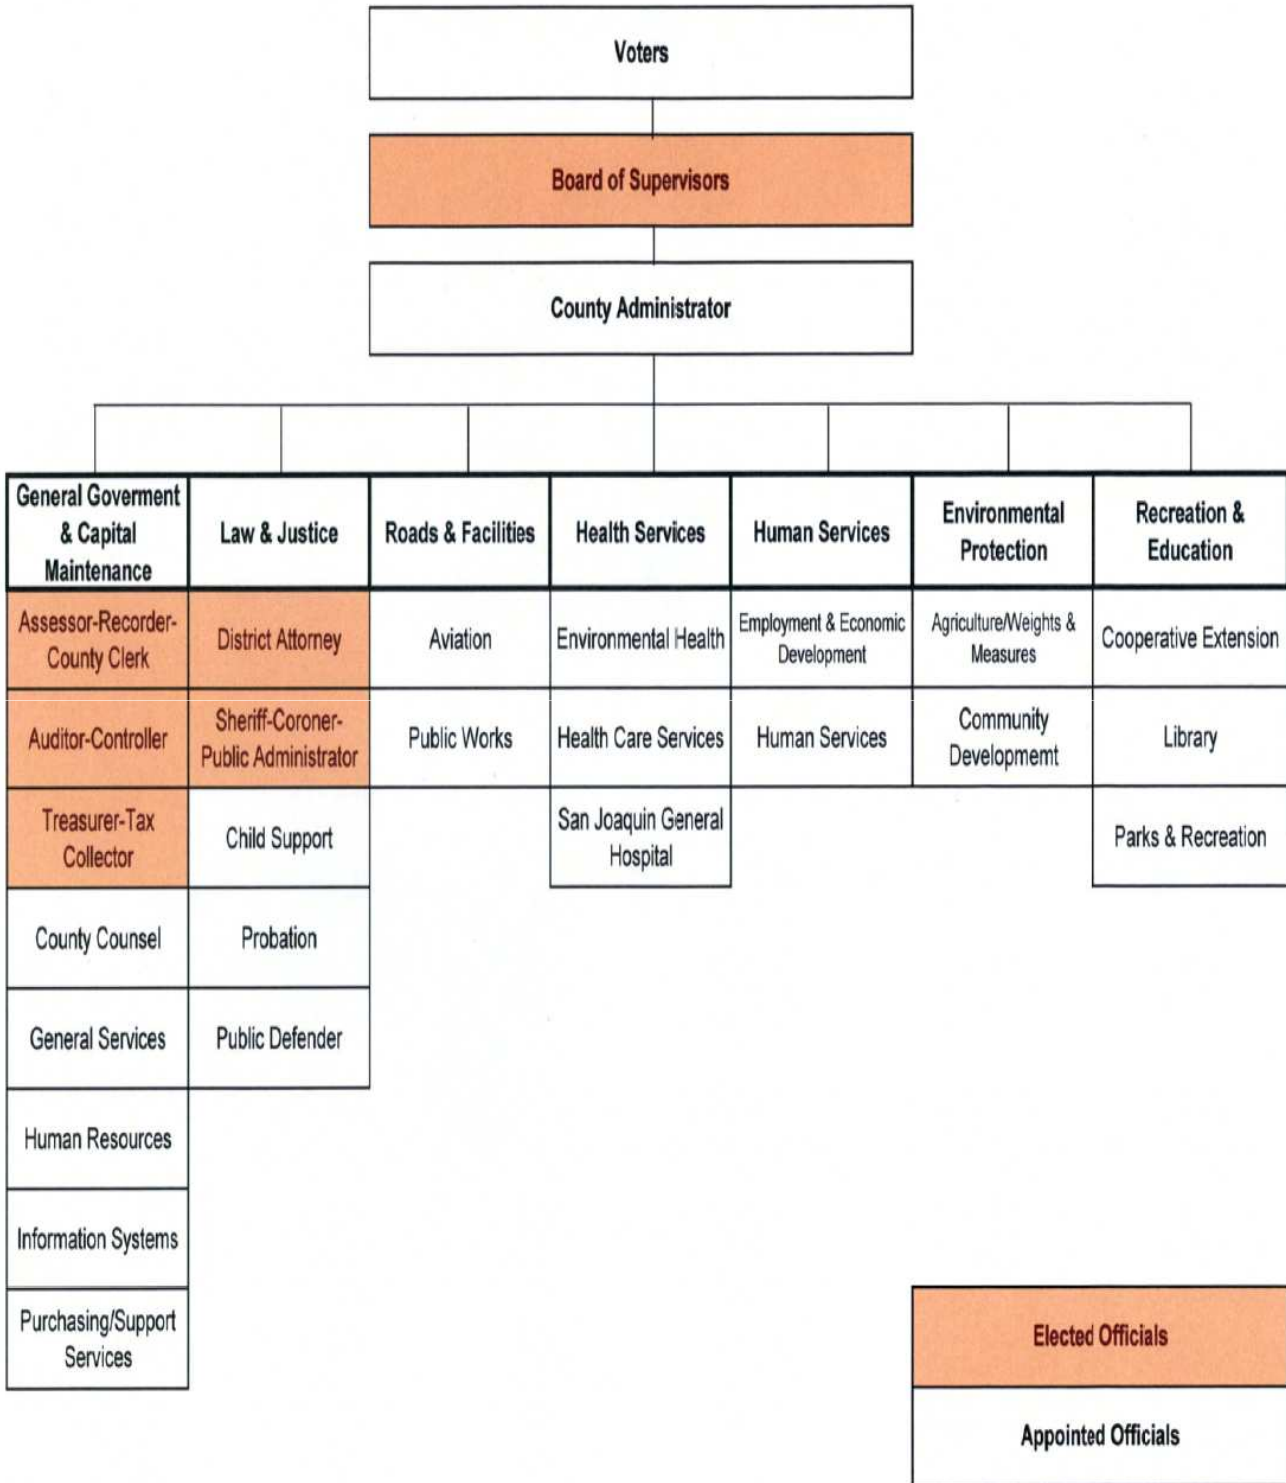 Voters
Board of Supervisors
County Administrator
General Goverment
& Capital
Maintenance
Law & Justice
Roads & Facilities
Health Services
Human Services
Environmental
Protection
Recreation &
Education
Assessor-Recorder-
County Clerk
District Attorney
Aviation
Environmental Health
Employment & Economic
Development
Agriculture/Weights &
Measures
Cooperative Extension
Auditor-Controller
Sheriff-Coroner-
Public Administrator
Public Works
Health Care Services
Human Services
Community
Developmemt
Library
Treasurer-Tax
Collector
Child Support
San Joaquin General
Hospital
Parks & Recreation
County Counsel
Probation
General Services
Public Defender
Human Resources
Information Systems
Purchasing/Support
Services
Elected Officials
Appointed Officials